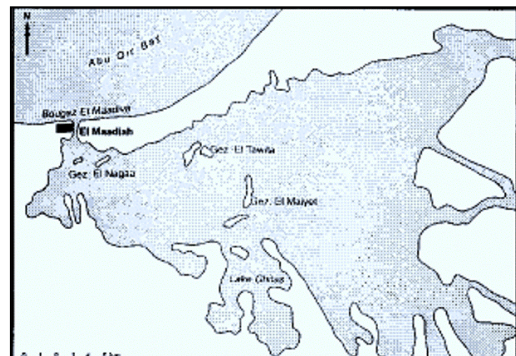 N
Abu Qir Bay
Bougaz El Maadiya
El Maadiah
Gez. El Tawila
Gez. El Nagaa
Gez. El Maiyet
Lake Ghitas